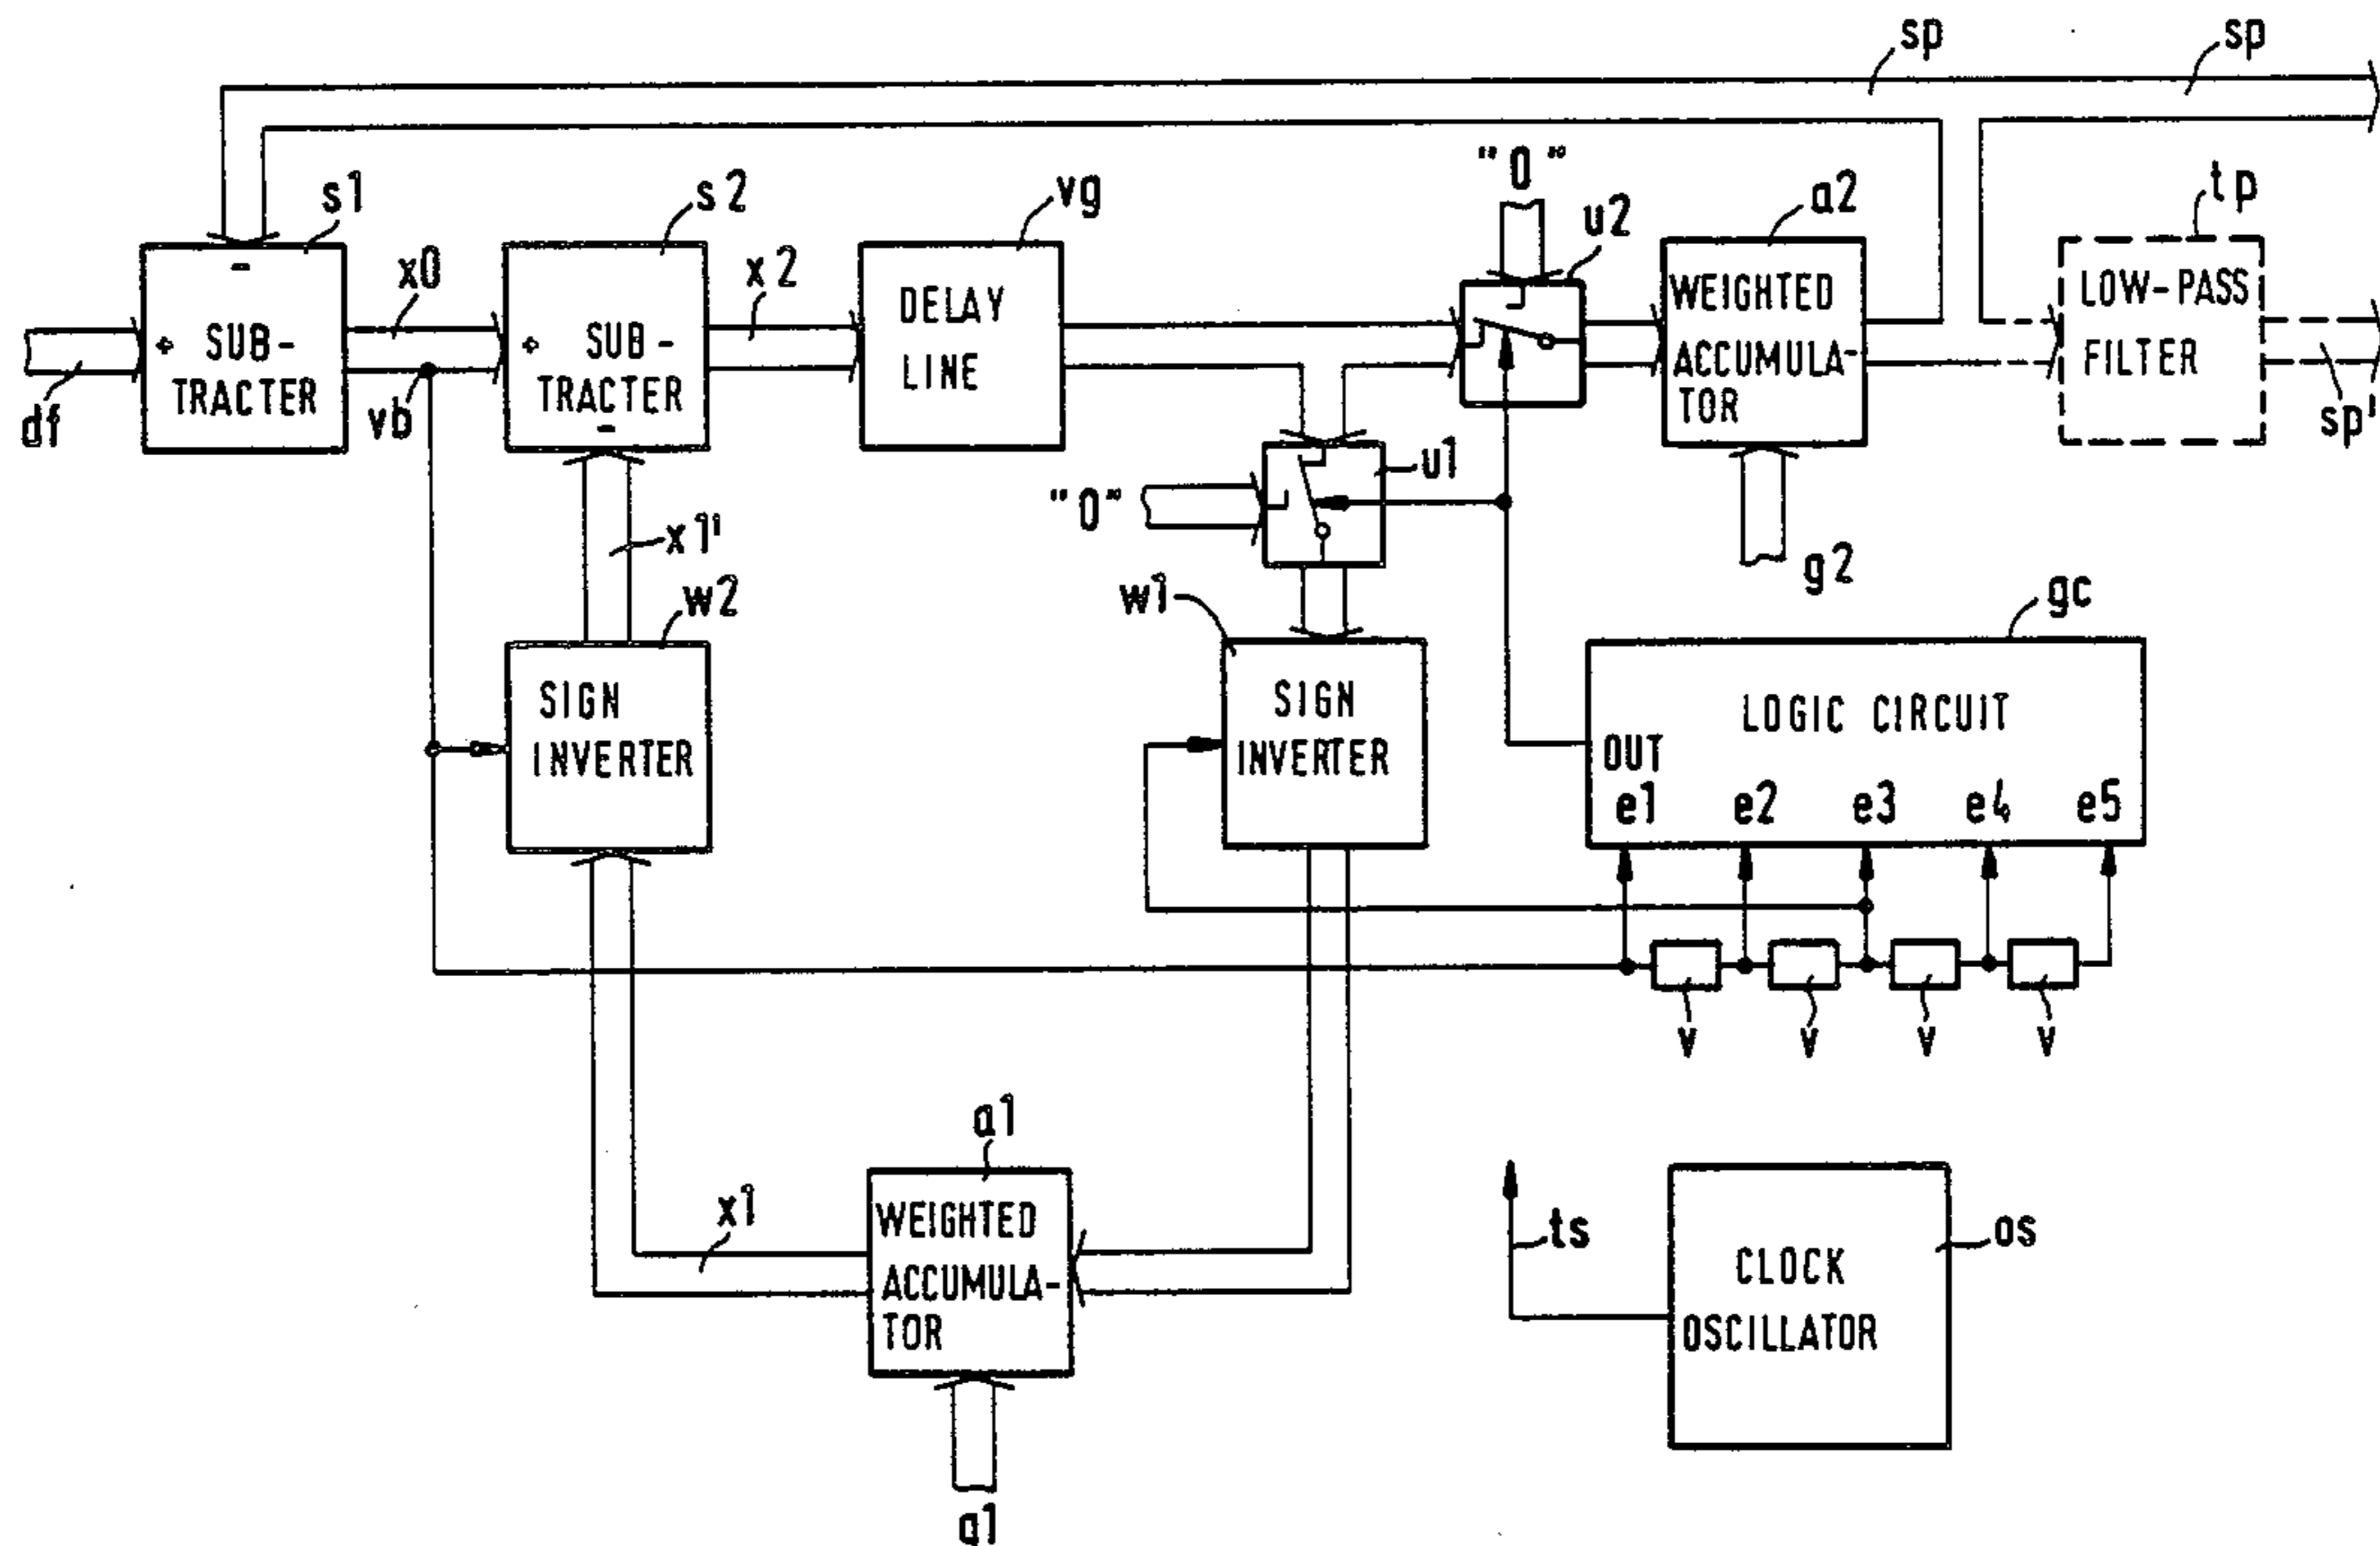 sp sp
"0"
s1 s2 vg u2 a2 tp
x0 x2
- SUB-
TRACTER
+
df vb
+ SUB-
TRACTER
-
DELAY
LINE
WEIGHTED
ACCUMULA-
TOR
LOW-PASS
FILTER
sp'
"0" u1
x1' g2
w2 w1 gc
SIGN
INVERTER
SIGN
INVERTER
LOGIC CIRCUIT
OUT
e1 e2 e3 e4 e5
v v v v
a1
x1
WEIGHTED
ACCUMULA-
TOR
g1
ts
CLOCK
OSCILLATOR
os